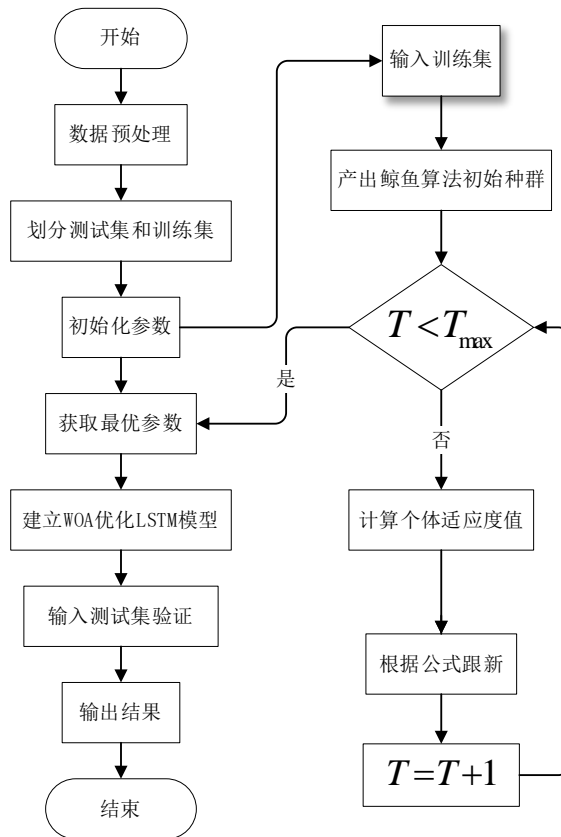 开始
数据预处理
划分测试集和训练集
初始化参数
获取最优参数
建立WOA优化LSTM模型
输入测试集验证
输出结果
结束
输入训练集
产出鲸鱼算法初始种群
T<Tmax
是
否
计算个体适应度值
根据公式跟新
T=T+1